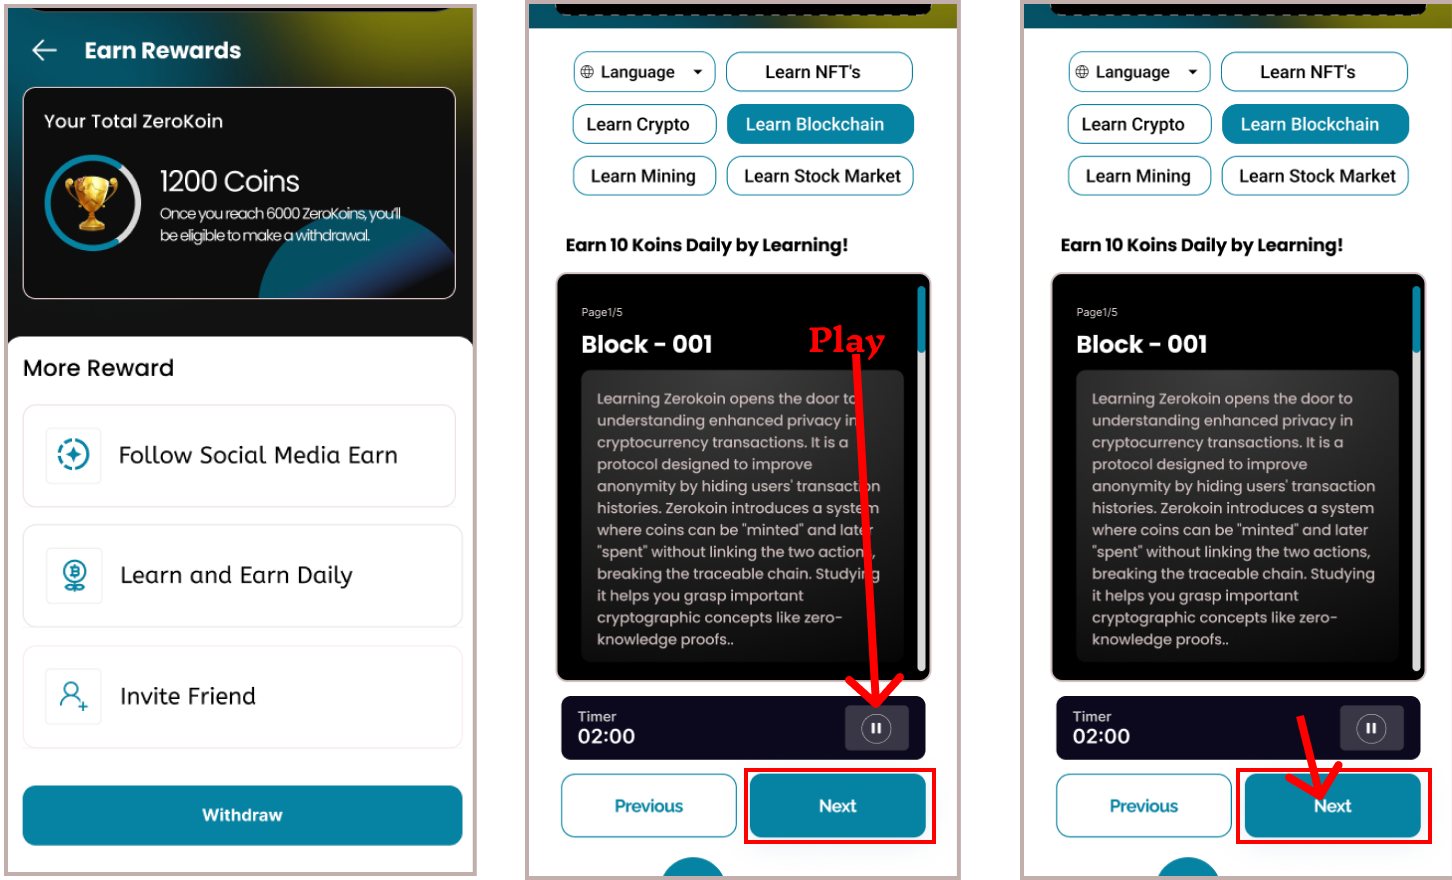 Earn Rewards
Your Total ZeroKoin
1200 Coins
Once you reach 6000 ZeroKoins, you'll
be eligible to make a withdrawal.
More Reward
Follow Social Media Earn
Learn and Earn Daily
Invite Friend
Withdraw
Language
Learn NFT's
Learn Crypto
Learn Blockchain
Learn Mining
Learn Stock Market
Earn 10 Koins Daily by Learning!
Page1/5
Block - 001
Play
Learning Zerokoin opens the door to
understanding enhanced privacy in
cryptocurrency transactions. It is a
protocol designed to improve
anonymity by hiding users' transaction
histories. Zerokoin introduces a system
where coins can be "minted" and later
"spent" without linking the two actions,
breaking the traceable chain. Studying
it helps you grasp important
cryptographic concepts like zero-
knowledge proofs..
Timer
02:00
Previous
Next
Language
Learn NFT's
Learn Crypto
Learn Blockchain
Learn Mining
Learn Stock Market
Earn 10 Koins Daily by Learning!
Page1/5
Block - 001
Learning Zerokoin opens the door to
understanding enhanced privacy in
cryptocurrency transactions. It is a
protocol designed to improve
anonymity by hiding users' transaction
histories. Zerokoin introduces a system
where coins can be "minted" and later
"spent" without linking the two actions,
breaking the traceable chain. Studying
it helps you grasp important
cryptographic concepts like zero-
knowledge proofs..
Timer
02:00
Previous
Next